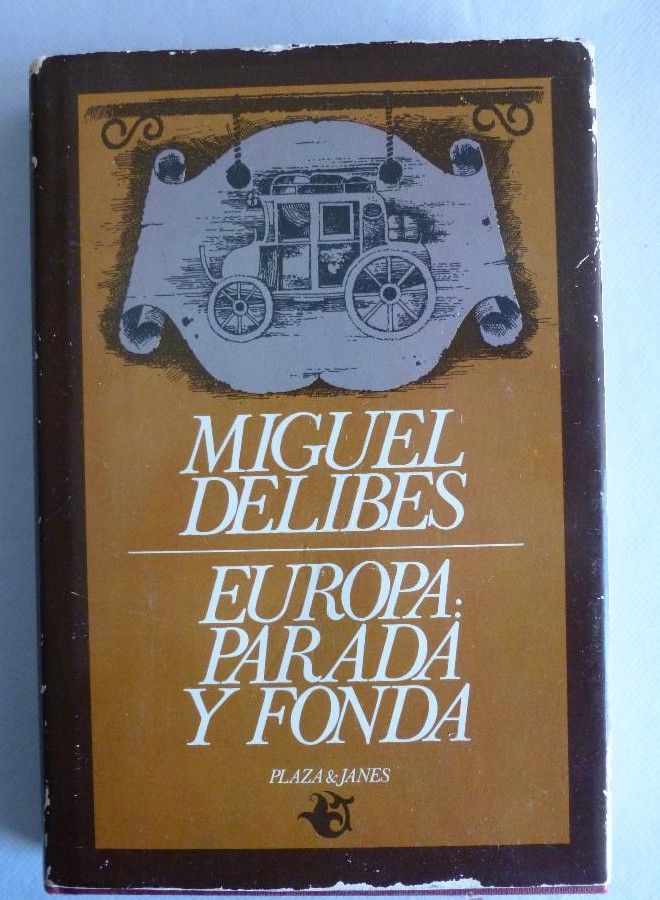 MIGUEL
DELIBES
EUROPA:
PARADA
Y FONDA
PLAZA & JANES